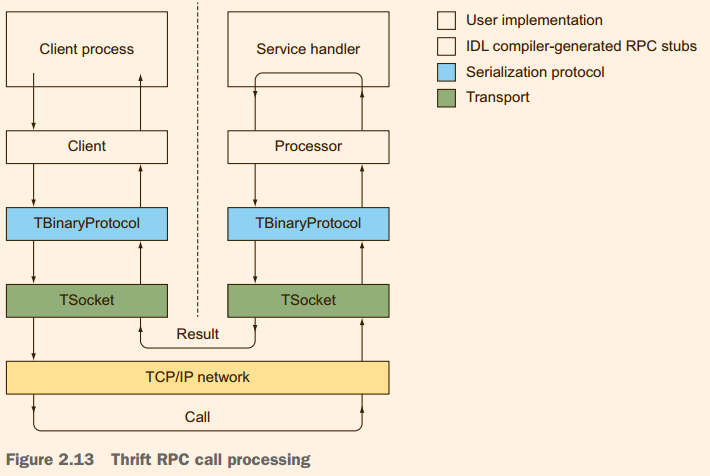 Client process
Service handler
User implementation
IDL compiler-generated RPC stubs
Serialization protocol
Transport
Client
Processor
TBinaryProtocol
TBinaryProtocol
TSocket
TSocket
Result
TCP/IP network
Call
Figure 2.13 Thrift RPC call processing